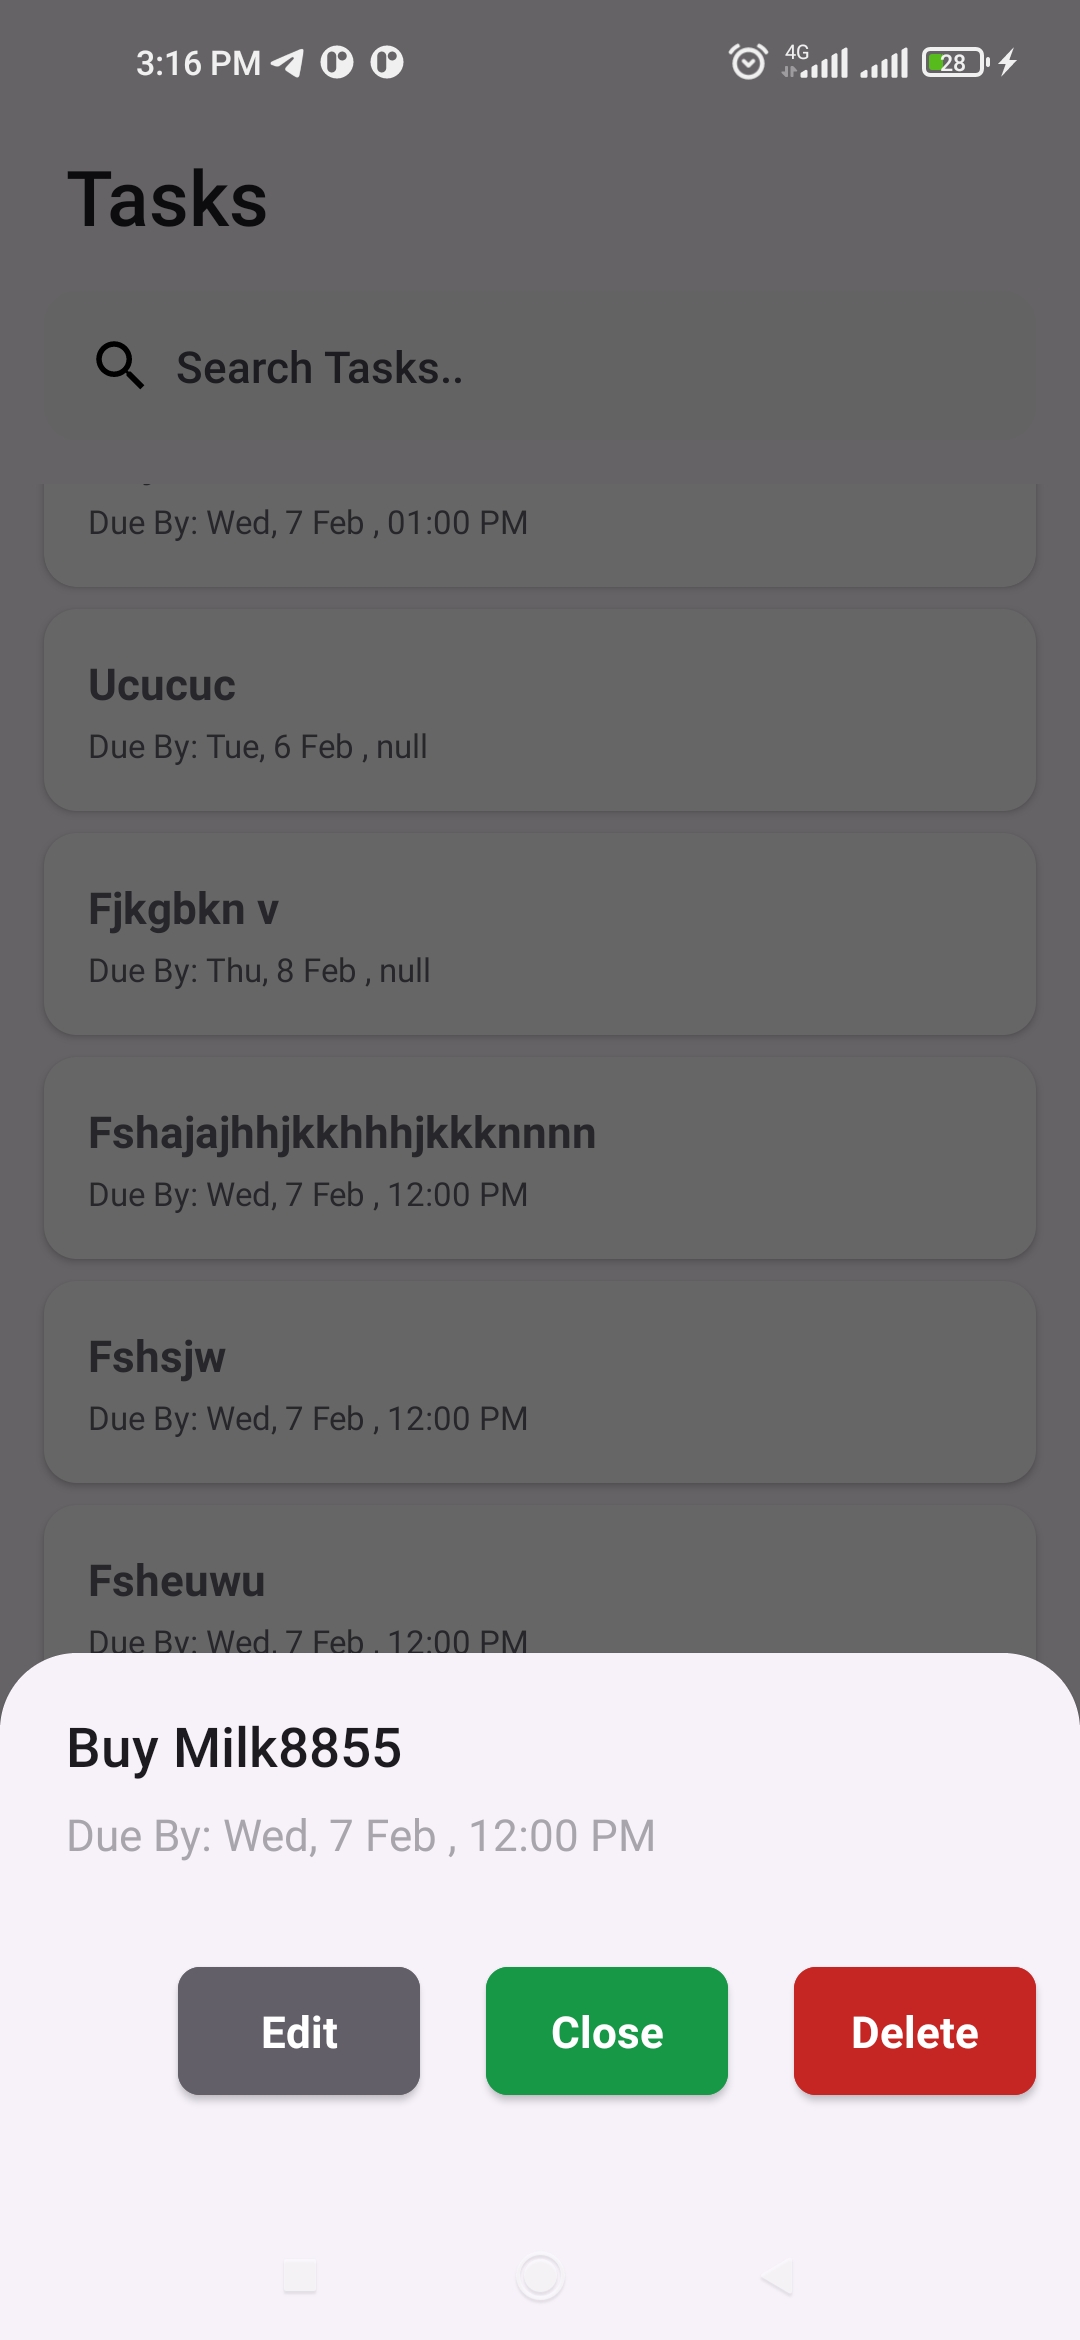 3:16 PM
4G
28
Tasks
Search Tasks..
Due By: Wed, 7 Feb , 01:00 PM
Ucucuc
Due By: Tue, 6 Feb , null
Fjkgbkn v
Due By: Thu, 8 Feb , null
Fshajajhhjkkhhhjkkknnnn
Due By: Wed, 7 Feb , 12:00 PM
Fshsjw
Due By: Wed, 7 Feb , 12:00 PM
Fsheuwu
Due By: Wed, 7 Feb , 12:00 PM
Buy Milk8855
Due By: Wed, 7 Feb , 12:00 PM
Edit
Close
Delete